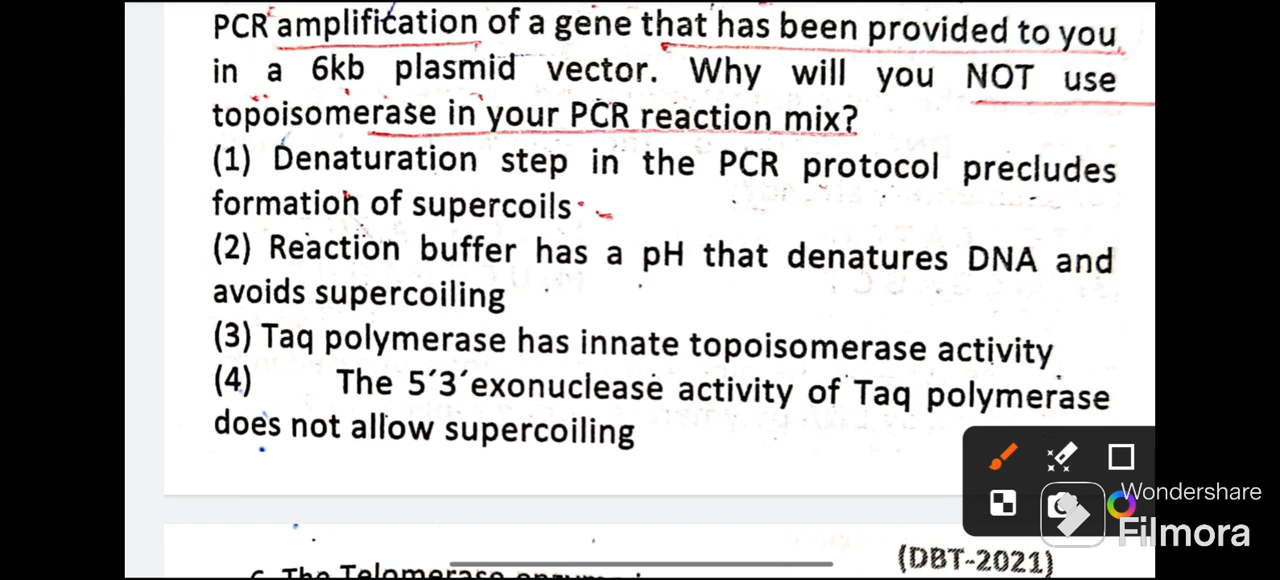 PCR amplification of a gene that has been provided to you
in a 6kb plasmid vector. Why will you NOT use
topoisomerase in your PCR reaction mix?
(1) Denaturation step in the PCR protocol precludes
formation of supercoils
(2) Reaction buffer has a pH that denatures DNA and
avoids supercoiling
(3) Taq polymerase has innate topoisomerase activity
(4) The 5´3´exonuclease activity of Taq polymerase
does not allow supercoiling
Wondershare
Filmora
(DBT-2021)
The Telomerase